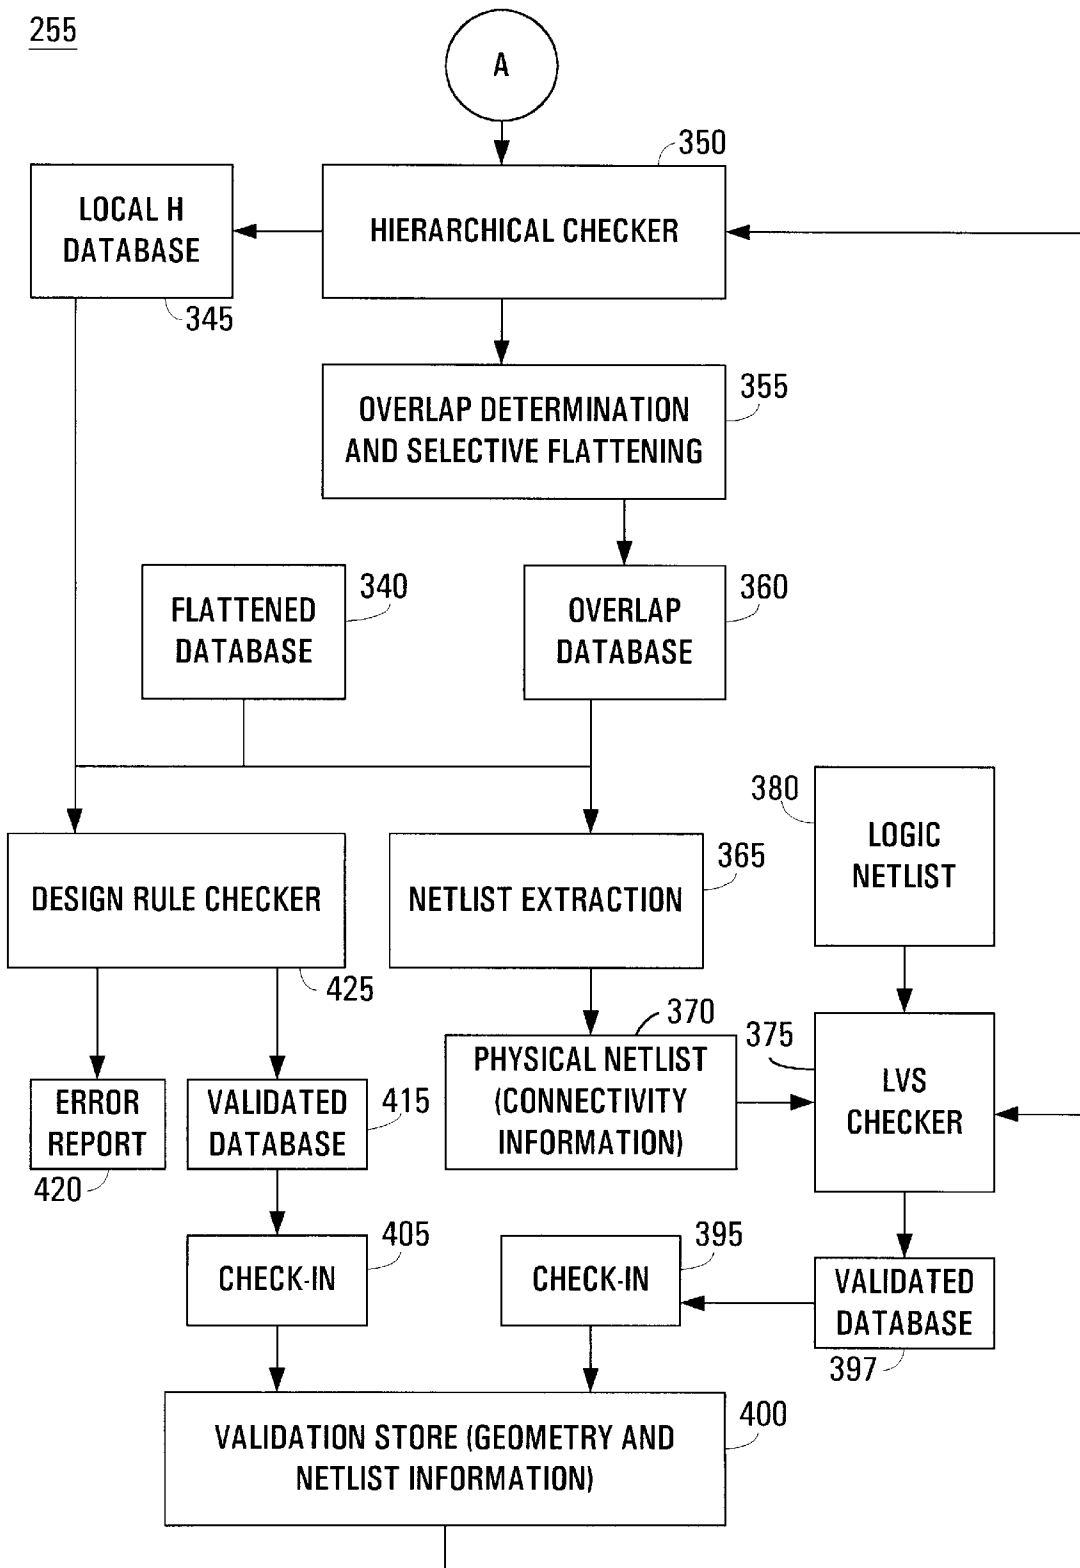 255
A
350
LOCAL H
DATABASE
HIERARCHICAL CHECKER
345
355
OVERLAP DETERMINATION
AND SELECTIVE FLATTENING
340
360
FLATTENED
DATABASE
OVERLAP
DATABASE
380
LOGIC
NETLIST
365
DESIGN RULE CHECKER
NETLIST EXTRACTION
425
370
375
PHYSICAL NETLIST
(CONNECTIVITY
INFORMATION)
LVS
CHECKER
ERROR
REPORT
VALIDATED
DATABASE
415
420
405
395
CHECK-IN
CHECK-IN
VALIDATED
DATABASE
397
400
VALIDATION STORE (GEOMETRY AND
NETLIST INFORMATION)